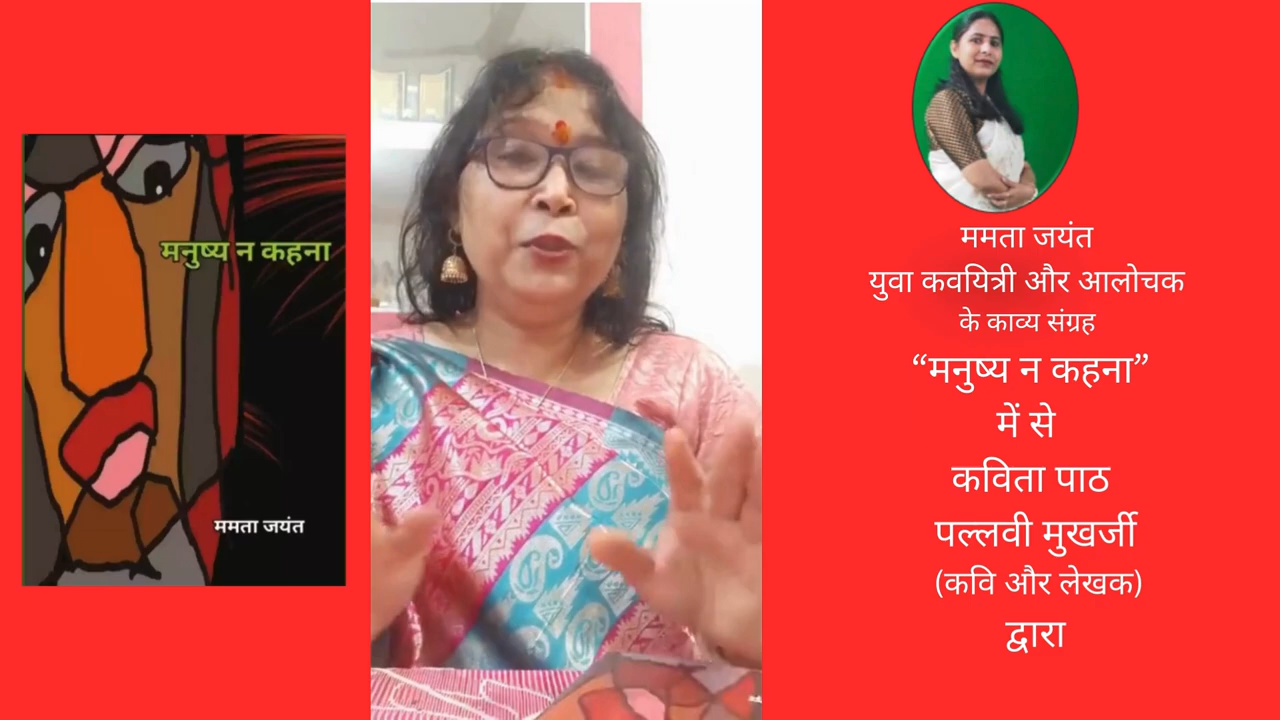 मनुष्य न कहना
ममता जयंत
ममता जयंत
युवा कवयित्री और आलोचक
के काव्य संग्रह
“मनुष्य न कहना”
में से
कविता पाठ
पल्लवी मुखर्जी
(कवि और लेखक)
द्वारा